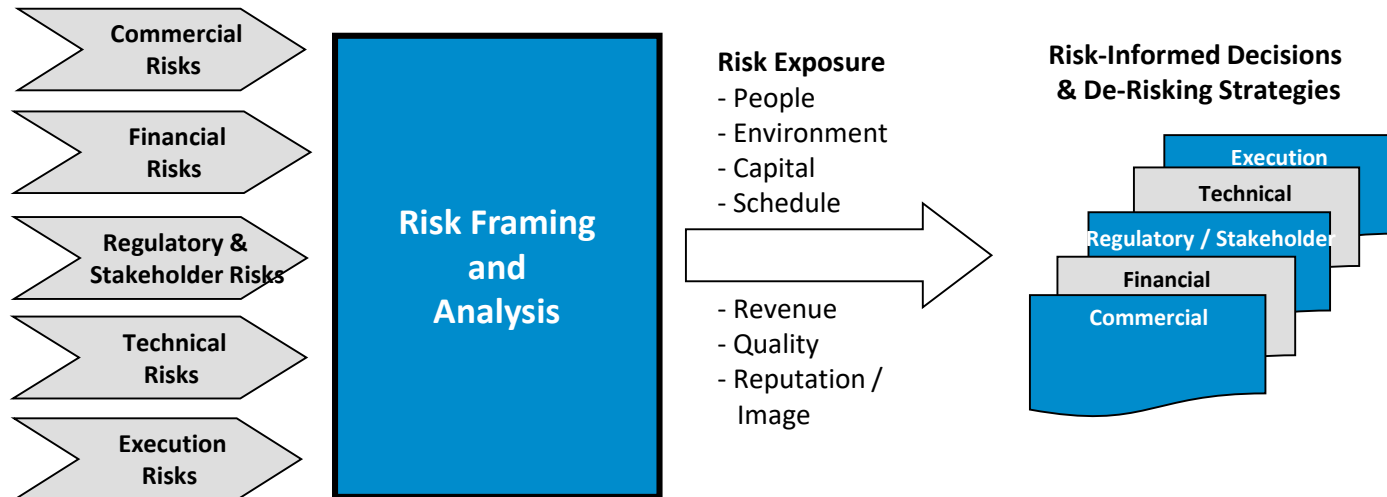 Commercial
Risks
Financial
Risks
Regulatory &
Stakeholder Risks
Technical
Risks
Execution
Risks
Risk Framing
and
Analysis
Risk Exposure
- People
- Environment
- Capital
- Schedule
- Revenue
- Quality
- Reputation /
Image
Risk-Informed Decisions
& De-Risking Strategies
Execution
Technical
Regulatory / Stakeholder
Financial
Commercial